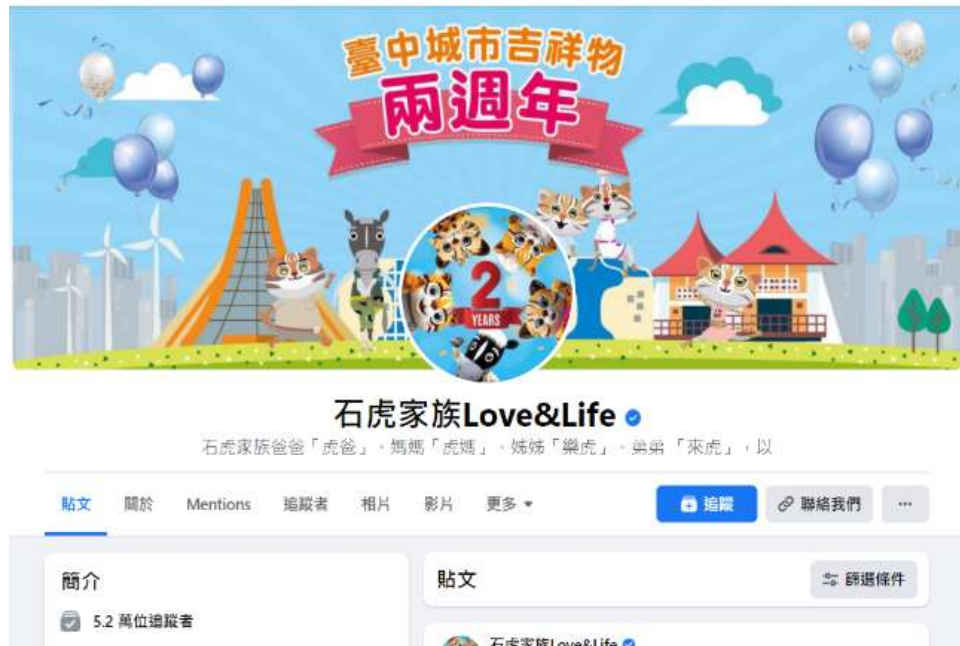 臺中城市吉祥物
兩週年
2
YEARS
石虎家族Love&Life
石虎家族爸爸「虎爸」、媽媽「虎媽」、姊姊「樂虎」、弟弟「來虎」，以
貼文 關於 Mentions 追蹤者 相片 影片 更多 追蹤 聯絡我們 ...
簡介 貼文 篩選條件
5.2 萬位追蹤者
石虎家族Love&Life